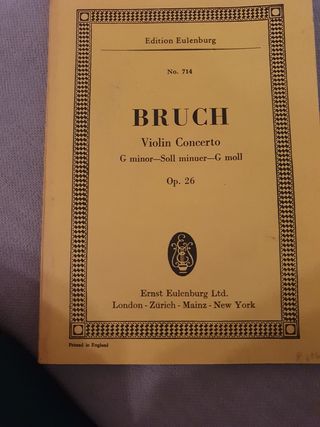 Edition Eulenburg
No. 714
BRUCH
Violin Concerto
G minor—Soll minuer—G moll
Op. 26
Ernst Eulenburg Ltd.
London - Zürich - Mainz - New York
Printed in England